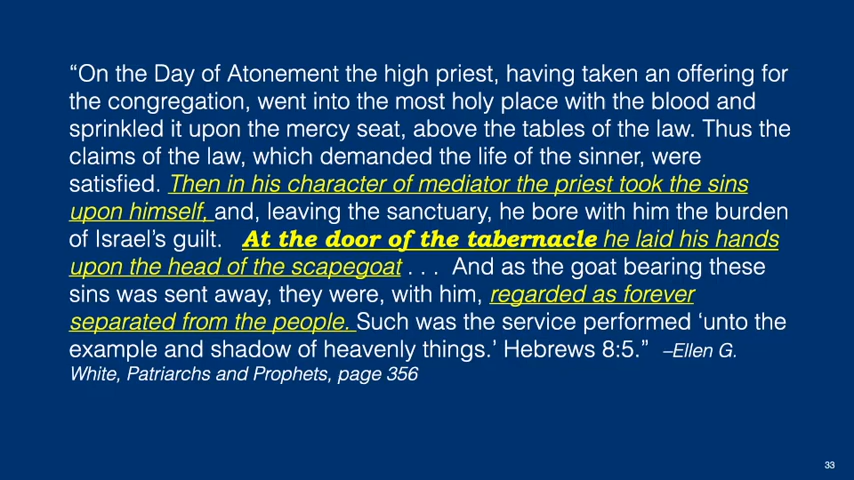 “On the Day of Atonement the high priest, having taken an offering for
the congregation, went into the most holy place with the blood and
sprinkled it upon the mercy seat, above the tables of the law. Thus the
claims of the law, which demanded the life of the sinner, were
satisfied. Then in his character of mediator the priest took the sins
upon himself, and, leaving the sanctuary, he bore with him the burden
of Israel’s guilt. At the door of the tabernacle he laid his hands
upon the head of the scapegoat . . . And as the goat bearing these
sins was sent away, they were, with him, regarded as forever
separated from the people. Such was the service performed ‘unto the
example and shadow of heavenly things.’ Hebrews 8:5.” –Ellen G.
White, Patriarchs and Prophets, page 356
33